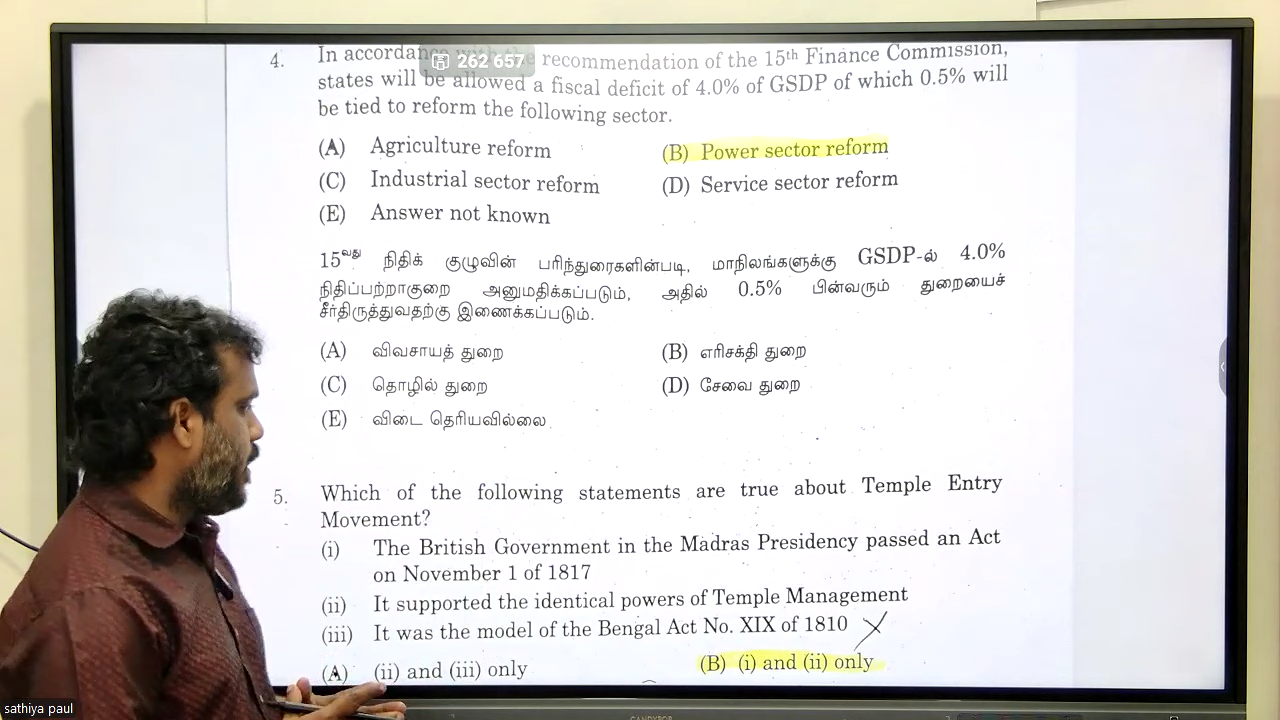 262 657
4. In accordance with the recommendation of the 15th Finance Commission,
states will be allowed a fiscal deficit of 4.0% of GSDP of which 0.5% will
be tied to reform the following sector.
(A) Agriculture reform (B) Power sector reform
(C) Industrial sector reform (D) Service sector reform
(E) Answer not known
15வது நிதிக் குழுவின் பரிந்துரைகளின்படி, மாநிலங்களுக்கு GSDP-ல் 4.0%
நிதிப்பற்றாகுறை அனுமதிக்கப்படும், அதில் 0.5% பின்வரும் துறையைச்
சீர்திருத்துவதற்கு இணைக்கப்படும்.
(A) விவசாயத் துறை (B) எரிசக்தி துறை
(C) தொழில் துறை (D) சேவை துறை
(E) விடை தெரியவில்லை
5. Which of the following statements are true about Temple Entry
Movement?
(i) The British Government in the Madras Presidency passed an Act
on November 1 of 1817
(ii) It supported the identical powers of Temple Management
(iii) It was the model of the Bengal Act No. XIX of 1810
(A) (ii) and (iii) only (B) (i) and (ii) only
sathiya paul